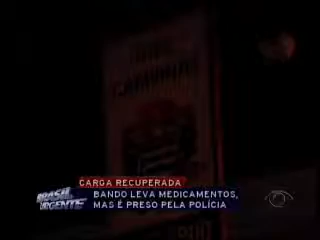 CARGA RECUPERADA
BANDO LEVA MEDICAMENTOS,
MAS É PRESO PELA POLÍCIA
BRASIL
URGENTE